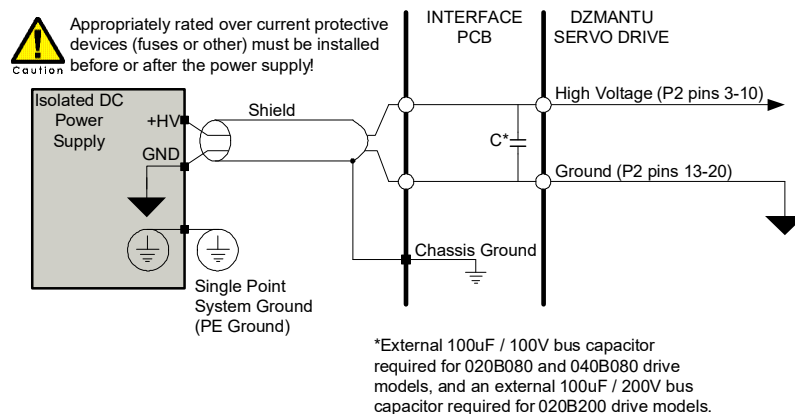 Appropriately rated over current protective
devices (fuses or other) must be installed
before or after the power supply!
Caution
INTERFACE
PCB
DZMANTU
SERVO DRIVE
Isolated DC
Power
Supply
+HV
GND
Shield
High Voltage (P2 pins 3-10)
C*
Ground (P2 pins 13-20)
Chassis Ground
Single Point
System Ground
(PE Ground)
*External 100uF / 100V bus capacitor
required for 020B080 and 040B080 drive
models, and an external 100uF / 200V bus
capacitor required for 020B200 drive models.